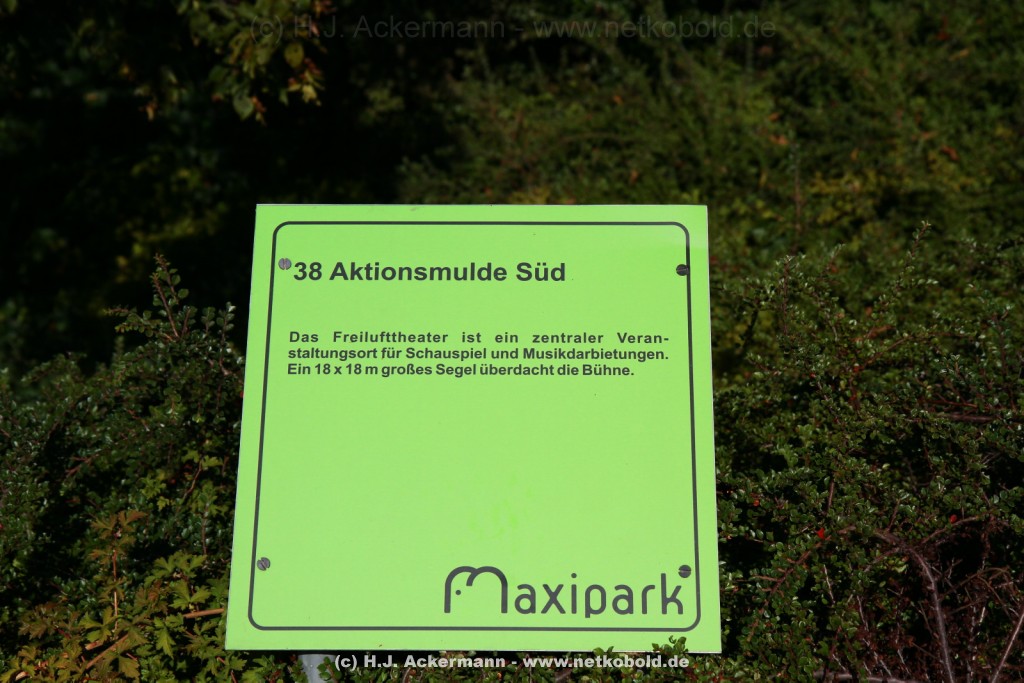 (c) H.J. Ackermann - www.netkobold.de
38 Aktionsmulde Süd
Das Freilufttheater ist ein zentraler Veran-
staltungsort für Schauspiel und Musikdarbietungen.
Ein 18 x 18 m großes Segel überdacht die Bühne.
Maxipark
(c) H.J. Ackermann - www.netkobold.de